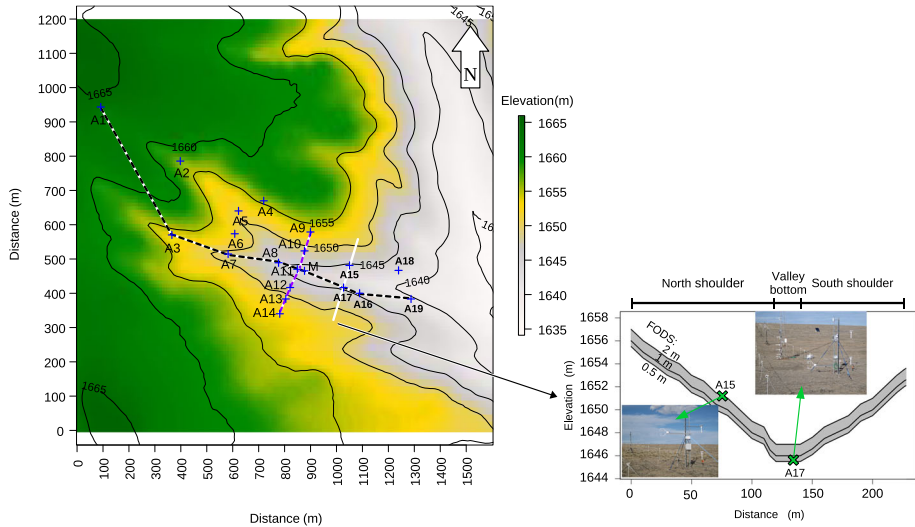 1200
1100
1000
900
800
700
600
500
400
300
200
100
0
Distance (m)
0
100
200
300
400
500
600
700
800
900
1000
1100
1200
1300
1400
1500
Distance (m)
1645
1665
1660
1655
1650
1645
1640
1665
N
A1
A2
A3
A4
A5
A6
A7
A8
A9
A10
A11
M
A12
A13
A14
A15
A16
A17
A18
A19
Elevation(m)
1665
1660
1655
1650
1645
1640
1635
North shoulder
Valley
bottom
South shoulder
1658
1656
1654
1652
1650
1648
1646
1644
Elevation (m)
FODS:
2 m
1 m
0.5 m
A15
A17
0
50
100
150
200
Distance (m)